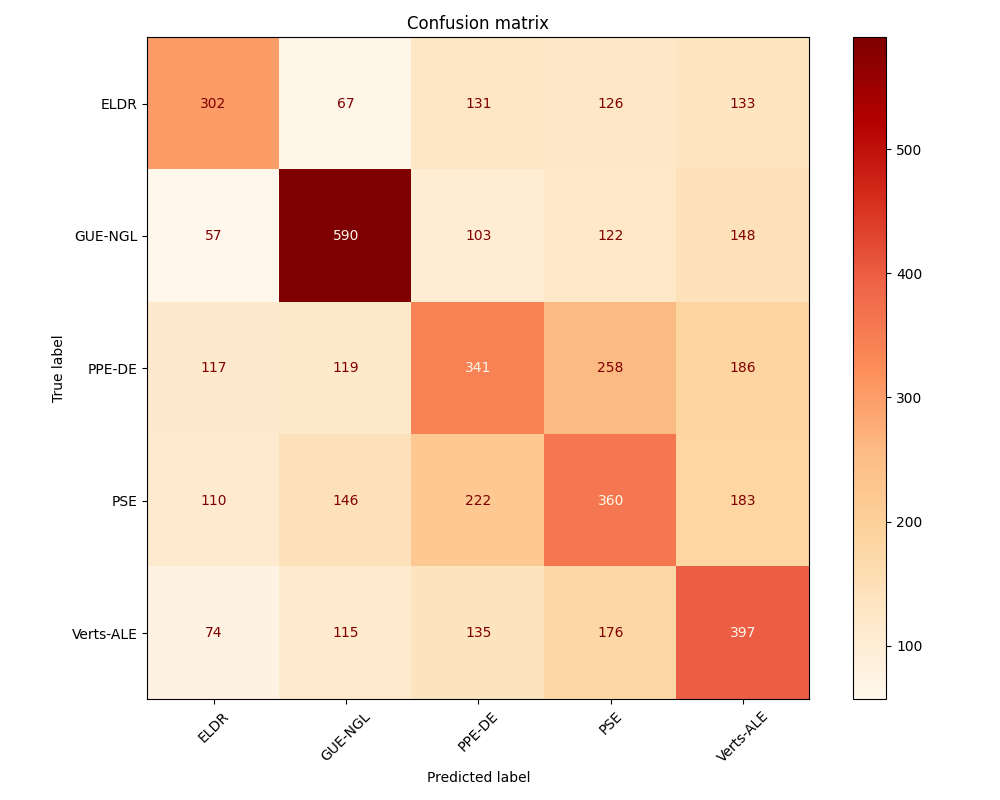 Confusion matrix
ELDR 302 67 131 126 133
GUE-NGL 57 590 103 122 148
PPE-DE 117 119 341 258 186
PSE 110 146 222 360 183
Verts-ALE 74 115 135 176 397
ELDR GUE-NGL PPE-DE PSE Verts-ALE
Predicted label
True label
500
400
300
200
100